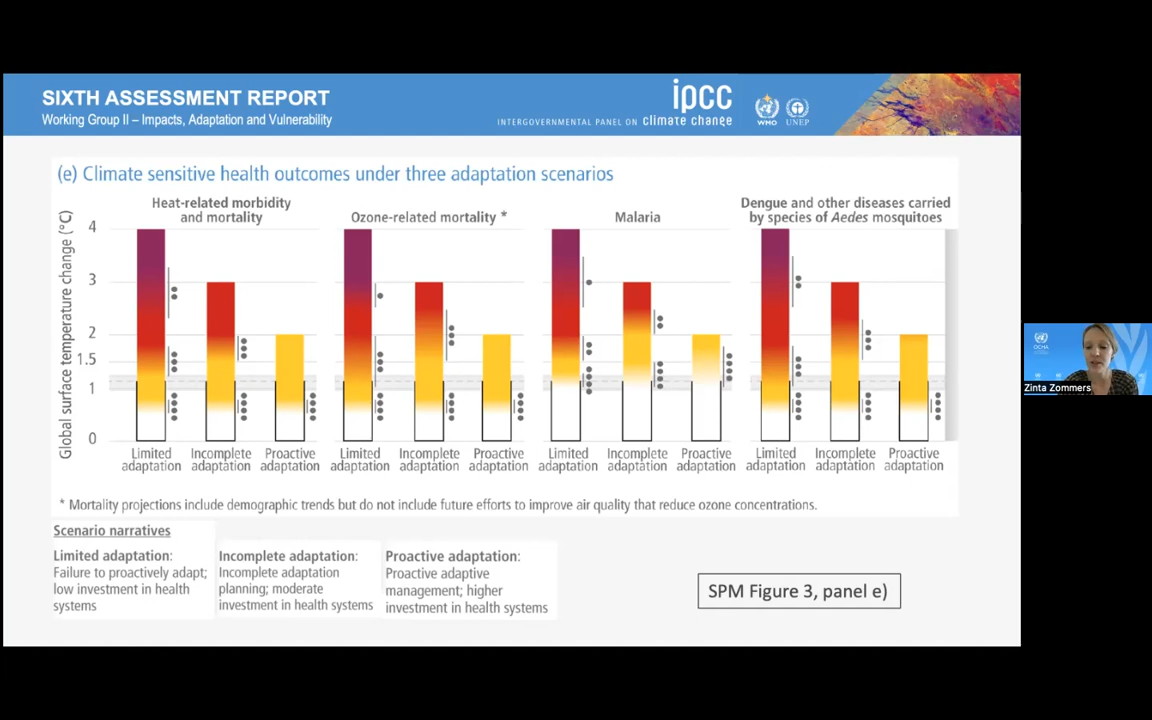 SIXTH ASSESSMENT REPORT
Working Group II – Impacts, Adaptation and Vulnerability
ipcc
INTERGOVERNMENTAL PANEL ON climate change
WMO
UNEP
(e) Climate sensitive health outcomes under three adaptation scenarios
Global surface temperature change (°C)
4
3
2
1.5
1
0
Heat-related morbidity
and mortality
Limited
adaptation
Incomplete
adaptation
Proactive
adaptation
Ozone-related mortality *
Limited
adaptation
Incomplete
adaptation
Proactive
adaptation
Malaria
Limited
adaptation
Incomplete
adaptation
Proactive
adaptation
Dengue and other diseases carried
by species of Aedes mosquitoes
Limited
adaptation
Incomplete
adaptation
Proactive
adaptation
* Mortality projections include demographic trends but do not include future efforts to improve air quality that reduce ozone concentrations.
Scenario narratives
Limited adaptation:
Failure to proactively adapt;
low investment in health
systems
Incomplete adaptation:
Incomplete adaptation
planning; moderate
investment in health systems
Proactive adaptation:
Proactive adaptive
management; higher
investment in health systems
SPM Figure 3, panel e)
OCHA
Zinta Zommers